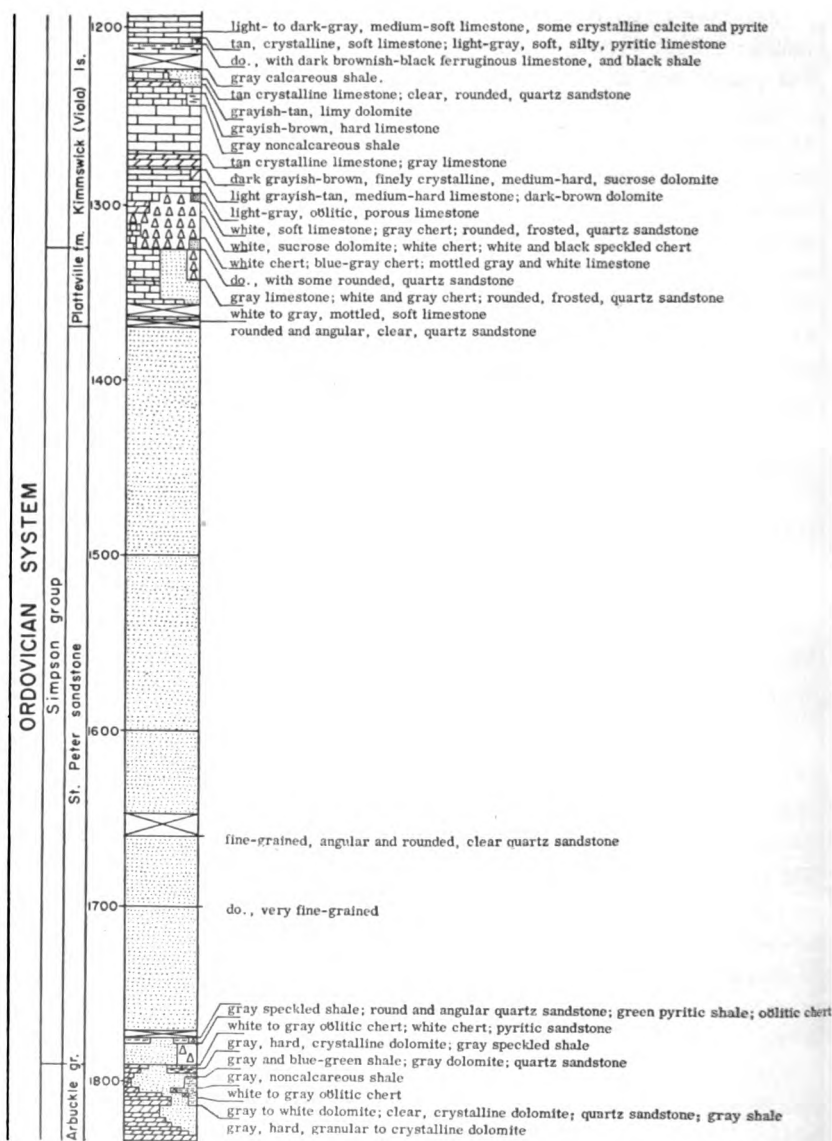 ORDOVICIAN SYSTEM
Simpson group
Arbuckle gr.
St. Peter sandstone
Platteville fm.
Kimmswick (Viola) ls.
1200
1300
1400
1500
1600
1700
1800
light- to dark-gray, medium-soft limestone, some crystalline calcite and pyrite
tan, crystalline, soft limestone; light-gray, soft, silty, pyritic limestone
do., with dark brownish-black ferruginous limestone, and black shale
gray calcareous shale.
tan crystalline limestone; clear, rounded, quartz sandstone
grayish-tan, limy dolomite
grayish-brown, hard limestone
gray noncalcareous shale
tan crystalline limestone; gray limestone
dark grayish-brown, finely crystalline, medium-hard, sucrose dolomite
light grayish-tan, medium-hard limestone; dark-brown dolomite
light-gray, oölitic, porous limestone
white, soft limestone; gray chert; rounded, frosted, quartz sandstone
white, sucrose dolomite; white chert; white and black speckled chert
white chert; blue-gray chert; mottled gray and white limestone
do., with some rounded, quartz sandstone
gray limestone; white and gray chert; rounded, frosted, quartz sandstone
white to gray, mottled, soft limestone
rounded and angular, clear, quartz sandstone
fine-grained, angular and rounded, clear quartz sandstone
do., very fine-grained
gray speckled shale; round and angular quartz sandstone; green pyritic shale; oölitic chert
white to gray oölitic chert; white chert; pyritic sandstone
gray, hard, crystalline dolomite; gray speckled shale
gray and blue-green shale; gray dolomite; quartz sandstone
gray, noncalcareous shale
white to gray oölitic chert
gray to white dolomite; clear, crystalline dolomite; quartz sandstone; gray shale
gray, hard, granular to crystalline dolomite